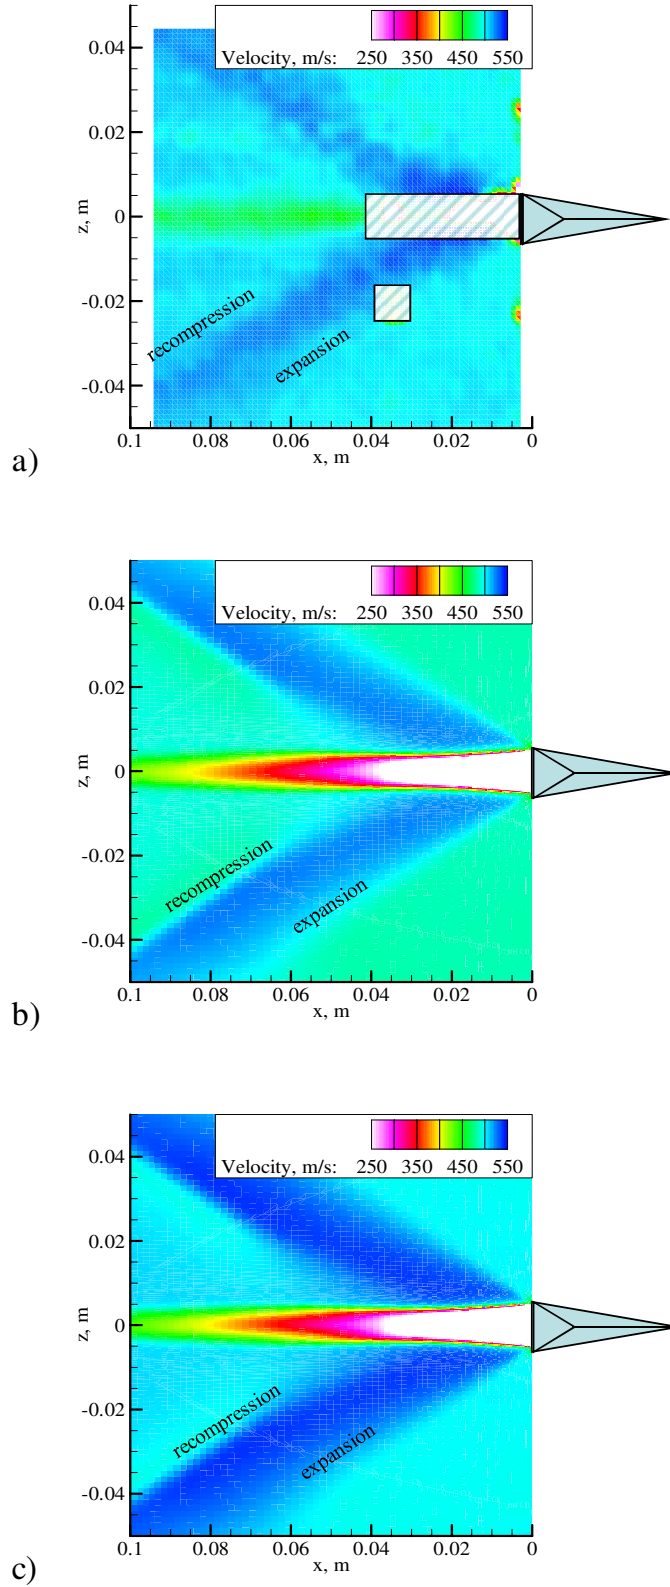 0.04
Velocity, m/s: 250 350 450 550
0.02
z, m
0
-0.02
recompression
expansion
-0.04
0.1 0.08 0.06 0.04 0.02 0
x, m
a)
0.04
Velocity, m/s: 250 350 450 550
0.02
z, m
0
-0.02
recompression
expansion
-0.04
0.1 0.08 0.06 0.04 0.02 0
x, m
b)
0.04
Velocity, m/s: 250 350 450 550
0.02
z, m
0
-0.02
recompression
expansion
-0.04
0.1 0.08 0.06 0.04 0.02 0
x, m
c)